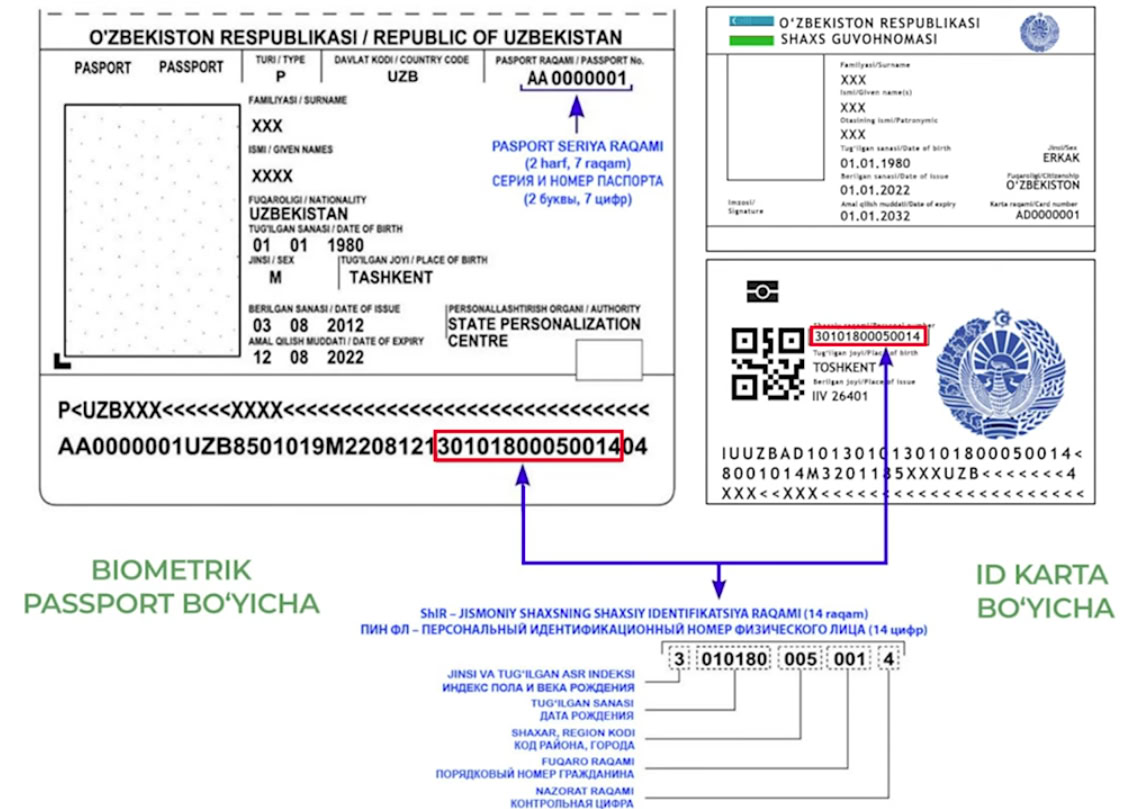 O'ZBEKISTON RESPUBLIKASI / REPUBLIC OF UZBEKISTAN
PASPORT PASSPORT
TURI / TYPE
P
DAVLAT KODI / COUNTRY CODE
UZB
PASPORT RAQAMI / PASSPORT No.
AA 0000001
FAMILIYASI / SURNAME
XXX
ISMI / GIVEN NAMES
XXXX
PASPORT SERIYA RAQAMI
(2 harf, 7 raqam)
СЕРИЯ И НОМЕР ПАСПОРТА
(2 буквы, 7 цифр)
FUQAROLIGI / NATIONALITY
UZBEKISTAN
TUG'ILGAN SANASI / DATE OF BIRTH
01 01 1980
JINSI / SEX
M
TUG'ILGAN JOYI / PLACE OF BIRTH
TASHKENT
BERILGAN SANASI / DATE OF ISSUE
03 08 2012
AMAL QILISH MUDDATI / DATE OF EXPIRY
12 08 2022
PERSONALLASHTIRISH ORGANI / AUTHORITY
STATE PERSONALIZATION
CENTRE
P<UZBXXX<<<<<<XXXX<<<<<<<<<<<<<<<<<<<<<<<<<<<<<<
AA0000001UZB8501019M22081213010180005001404
O‘ZBEKISTON RESPUBLIKASI
SHAXS GUVOHNOMASI
Familyasi/Surname
XXX
Ismi/Given name(s)
XXX
Otasining ismi/Patronymic
XXX
Tug'ilgan sanasi/Date of birth
01.01.1980
Berilgan sanasi/Date of issue
01.01.2022
Amal qilish muddati/Date of expiry
01.01.2032
Jinsi/Sex
ERKAK
Fuqaroligi/Citizenship
O‘ZBEKISTON
Karta raqami/Card number
AD0000001
Imzosi/
Signature
30101800050014
Tug'ilgan joyi/Place of birth
TOSHKENT
Berilgan joyi/Place of issue
IIV 26401
IUUZBAD1013010130101800050014<
8001014M3201185XXXUZB<<<<<<<4
XXX<<XXX<<<<<<<<<<<<<<<<<<<<<<
BIOMETRIK
PASSPORT BO‘YICHA
ID KARTA
BO‘YICHA
ShIR – JISMONIY SHAXSNING SHAXSIY IDENTIFIKATSIYA RAQAMI (14 raqam)
ПИН ФЛ – ПЕРСОНАЛЬНЫЙ ИДЕНТИФИКАЦИОННЫЙ НОМЕР ФИЗИЧЕСКОГО ЛИЦА (14 цифр)
3 010180 005 001 4
JINSI VA TUG‘ILGAN ASR INDEKSI
ИНДЕКС ПОЛА И ВЕКА РОЖДЕНИЯ
TUG‘ILGAN SANASI
ДАТА РОЖДЕНИЯ
SHAXAR, REGION KODI
КОД РАЙОНА, ГОРОДА
FUQARO RAQAMI
ПОРЯДКОВЫЙ НОМЕР ГРАЖДАНИНА
NAZORAT RAQAMI
КОНТРОЛЬНАЯ ЦИФРА